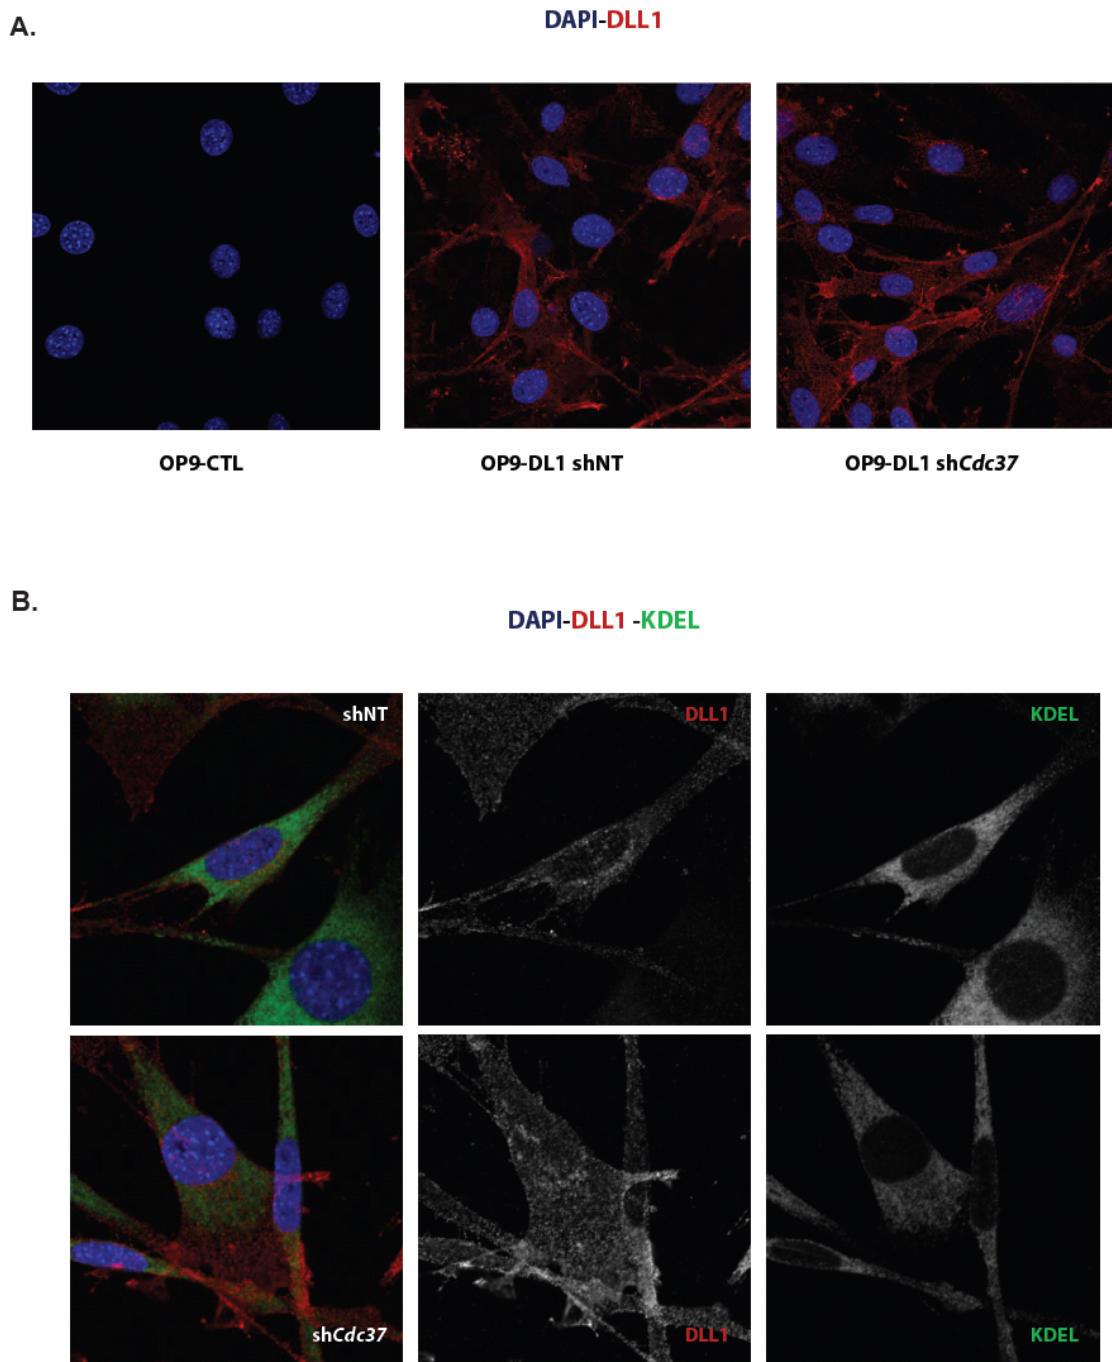 A.
DAPI-DLL1
OP9-CTL
OP9-DL1 shNT
OP9-DL1 shCdc37
B.
DAPI-DLL1 -KDEL
shNT
DLL1
KDEL
shCdc37
DLL1
KDEL